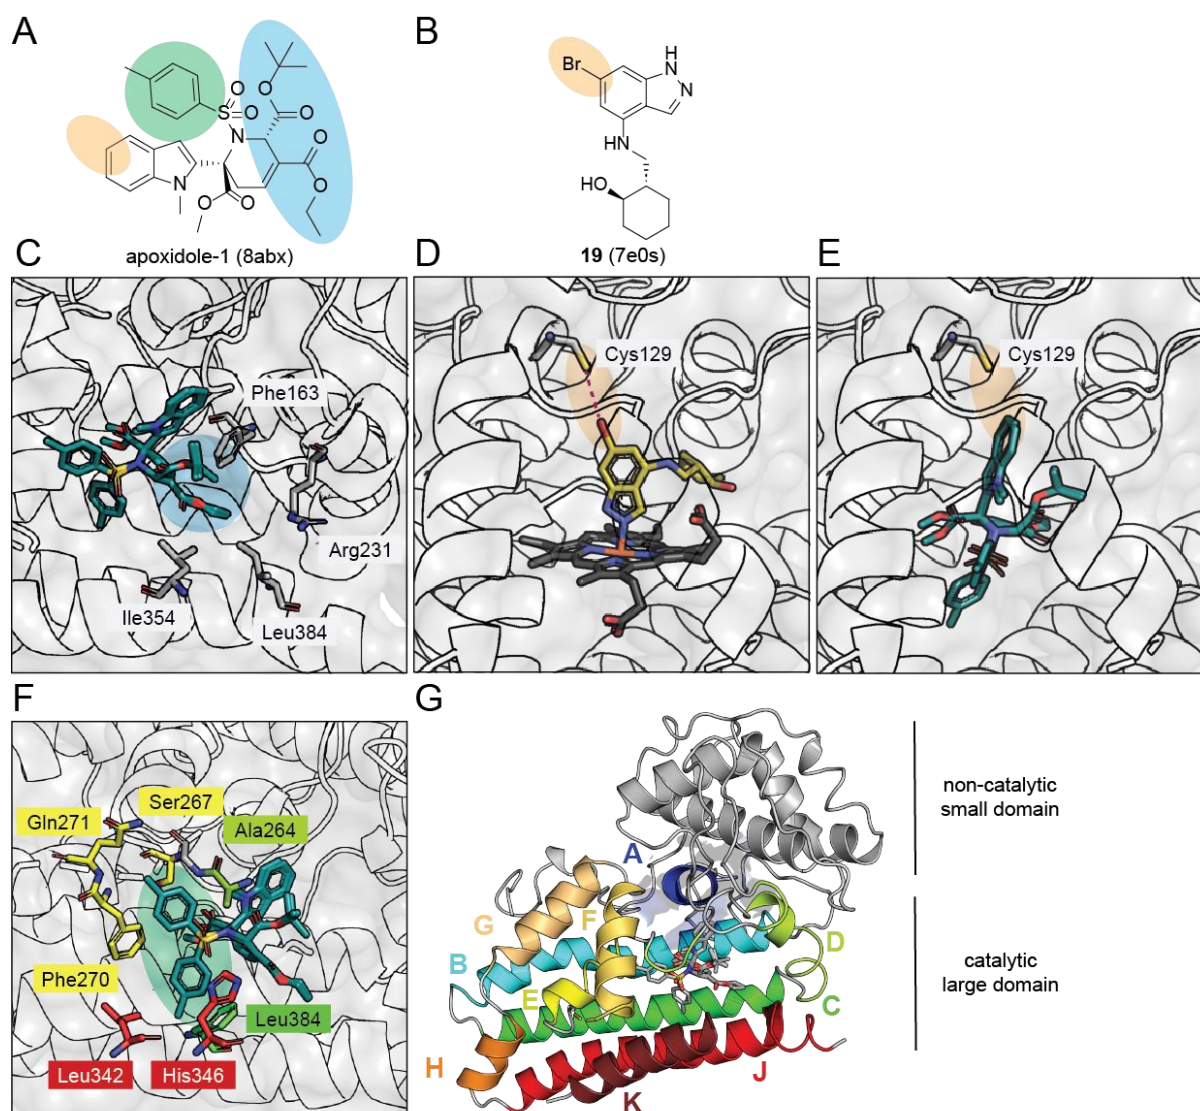 A
B
O
S
O
N
O
O
O
O
N
O
O
O
Br
H
N
N
HN
HO
apoxidole-1 (8abx)
19 (7e0s)
C
D
E
Phe163
Arg231
Ile354
Leu384
Cys129
Cys129
F
G
Gln271
Ser267
Ala264
Phe270
Leu384
Leu342
His346
A
G
F
B
E
D
C
H
J
K
non-catalytic
small domain
catalytic
large domain